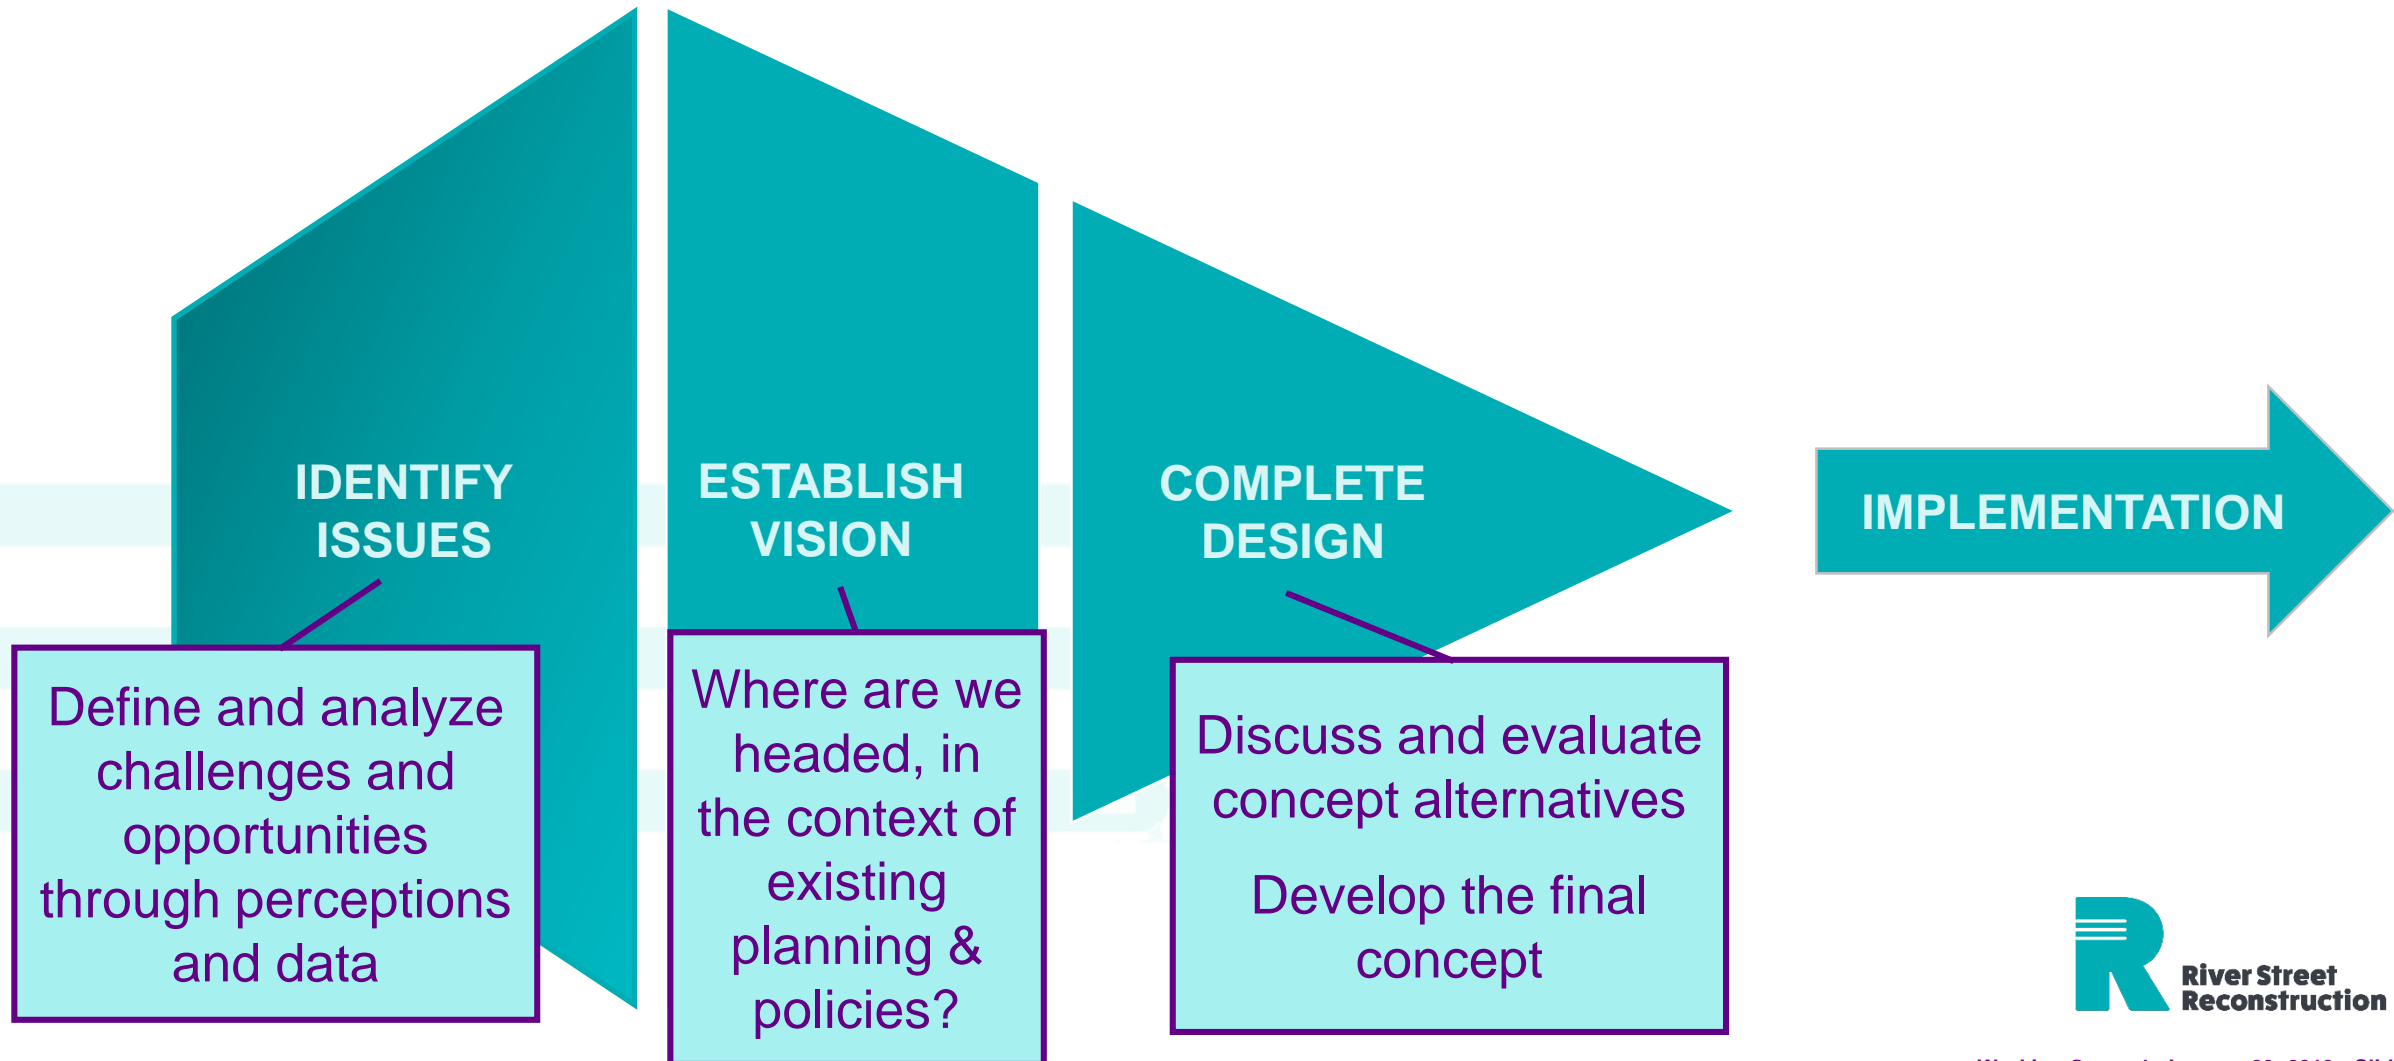 IDENTIFY
ISSUES
ESTABLISH
VISION
COMPLETE
DESIGN
IMPLEMENTATION
Define and analyze
challenges and
opportunities
through perceptions
and data
Where are we
headed, in
the context of
existing
planning &
policies?
Discuss and evaluate
concept alternatives
Develop the final
concept
River Street
Reconstruction